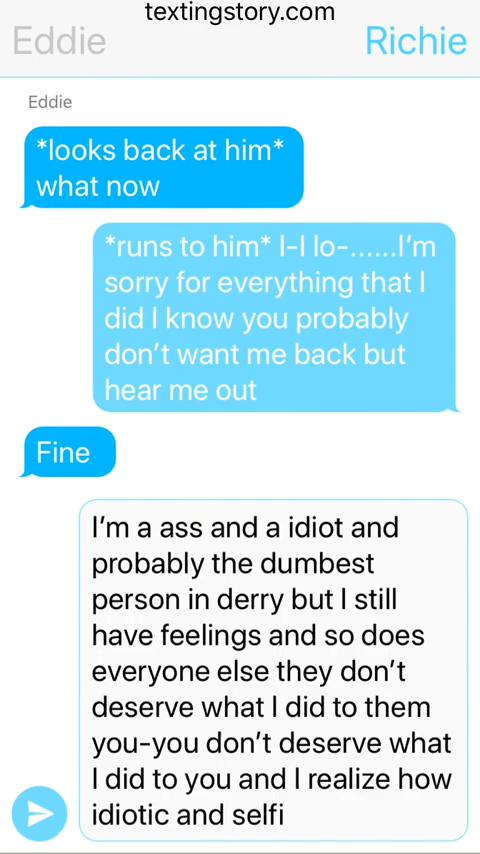 textingstory.com
Eddie Richie
Eddie
*looks back at him*
what now
*runs to him* I-I lo-......I’m
sorry for everything that I
did I know you probably
don’t want me back but
hear me out
Fine
I’m a ass and a idiot and
probably the dumbest
person in derry but I still
have feelings and so does
everyone else they don’t
deserve what I did to them
you-you don’t deserve what
I did to you and I realize how
idiotic and selfi